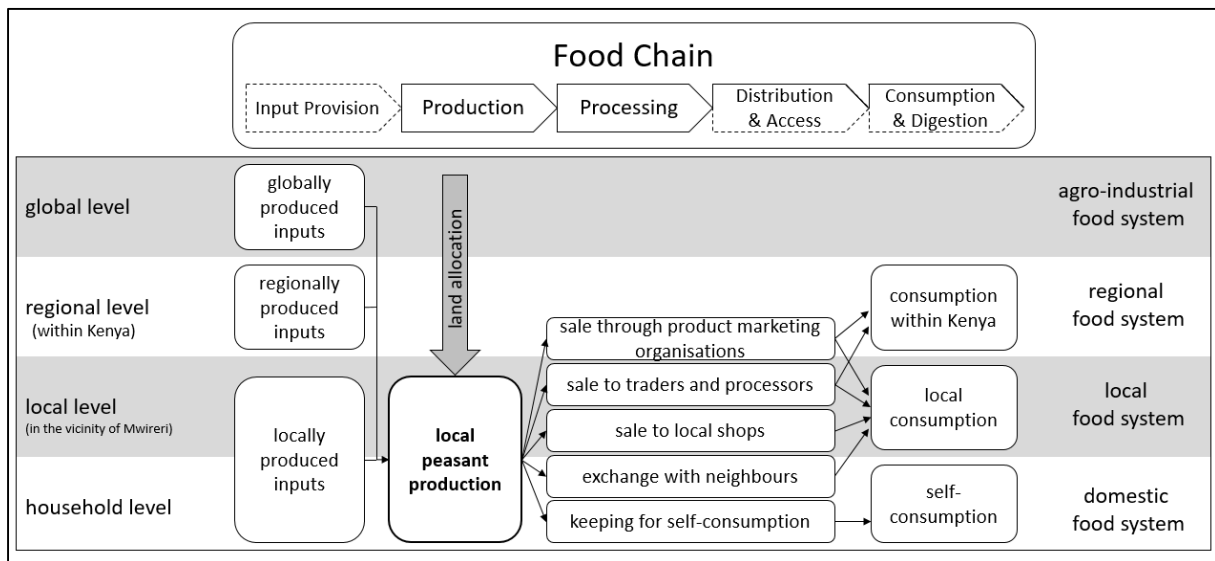 Food Chain
Input Provision
Production
Processing
Distribution
& Access
Consumption
& Digestion
global level
globally
produced
inputs
land allocation
agro-industrial
food system
regional level
(within Kenya)
regionally
produced
inputs
consumption
within Kenya
regional
food system
sale through product marketing
organisations
sale to traders and processors
sale to local shops
exchange with neighbours
keeping for self-consumption
local level
(in the vicinity of Mwireri)
locally
produced
inputs
local
peasant
production
local
consumption
local
food system
household level
self-
consumption
domestic
food system